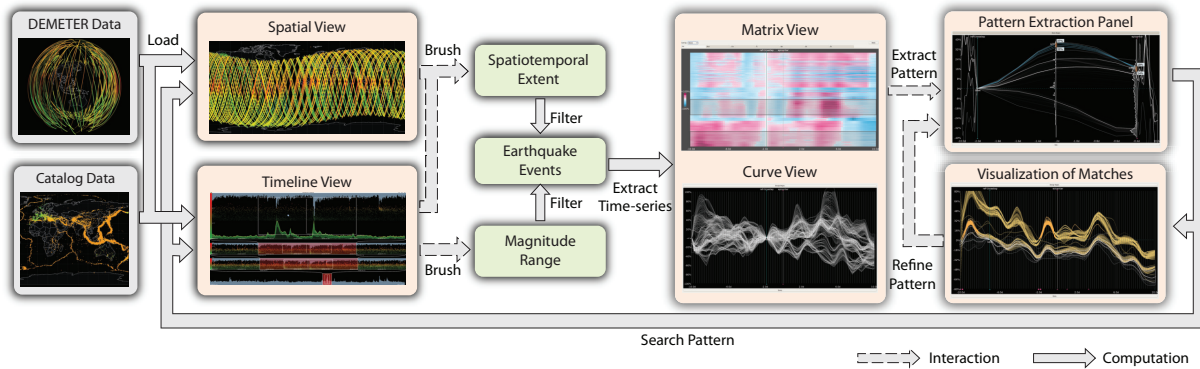 DEMETER Data
Load
Spatial View
Brush
Spatiotemporal
Extent
Filter
Earthquake
Events
Filter
Magnitude
Range
Brush
Catalog Data
Timeline View
Extract
Time-series
Matrix View
Curve View
Extract
Pattern
Pattern Extraction Panel
Visualization of Matches
Refine
Pattern
Search Pattern
Interaction
Computation